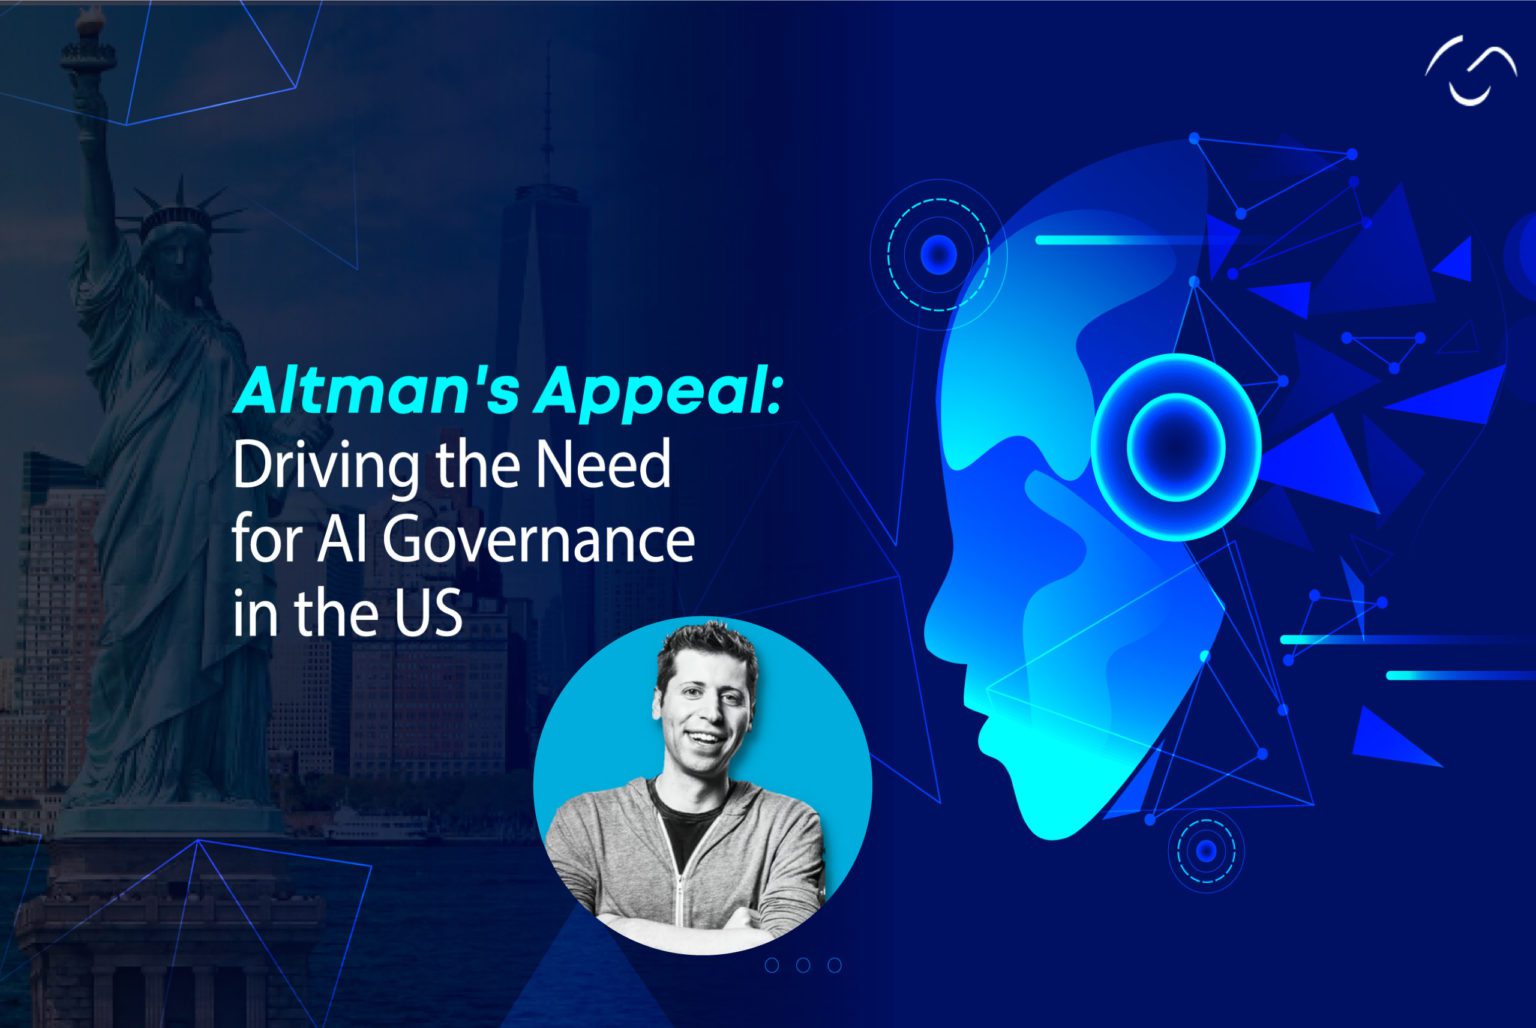 Altman's Appeal:
Driving the Need
for AI Governance
in the US